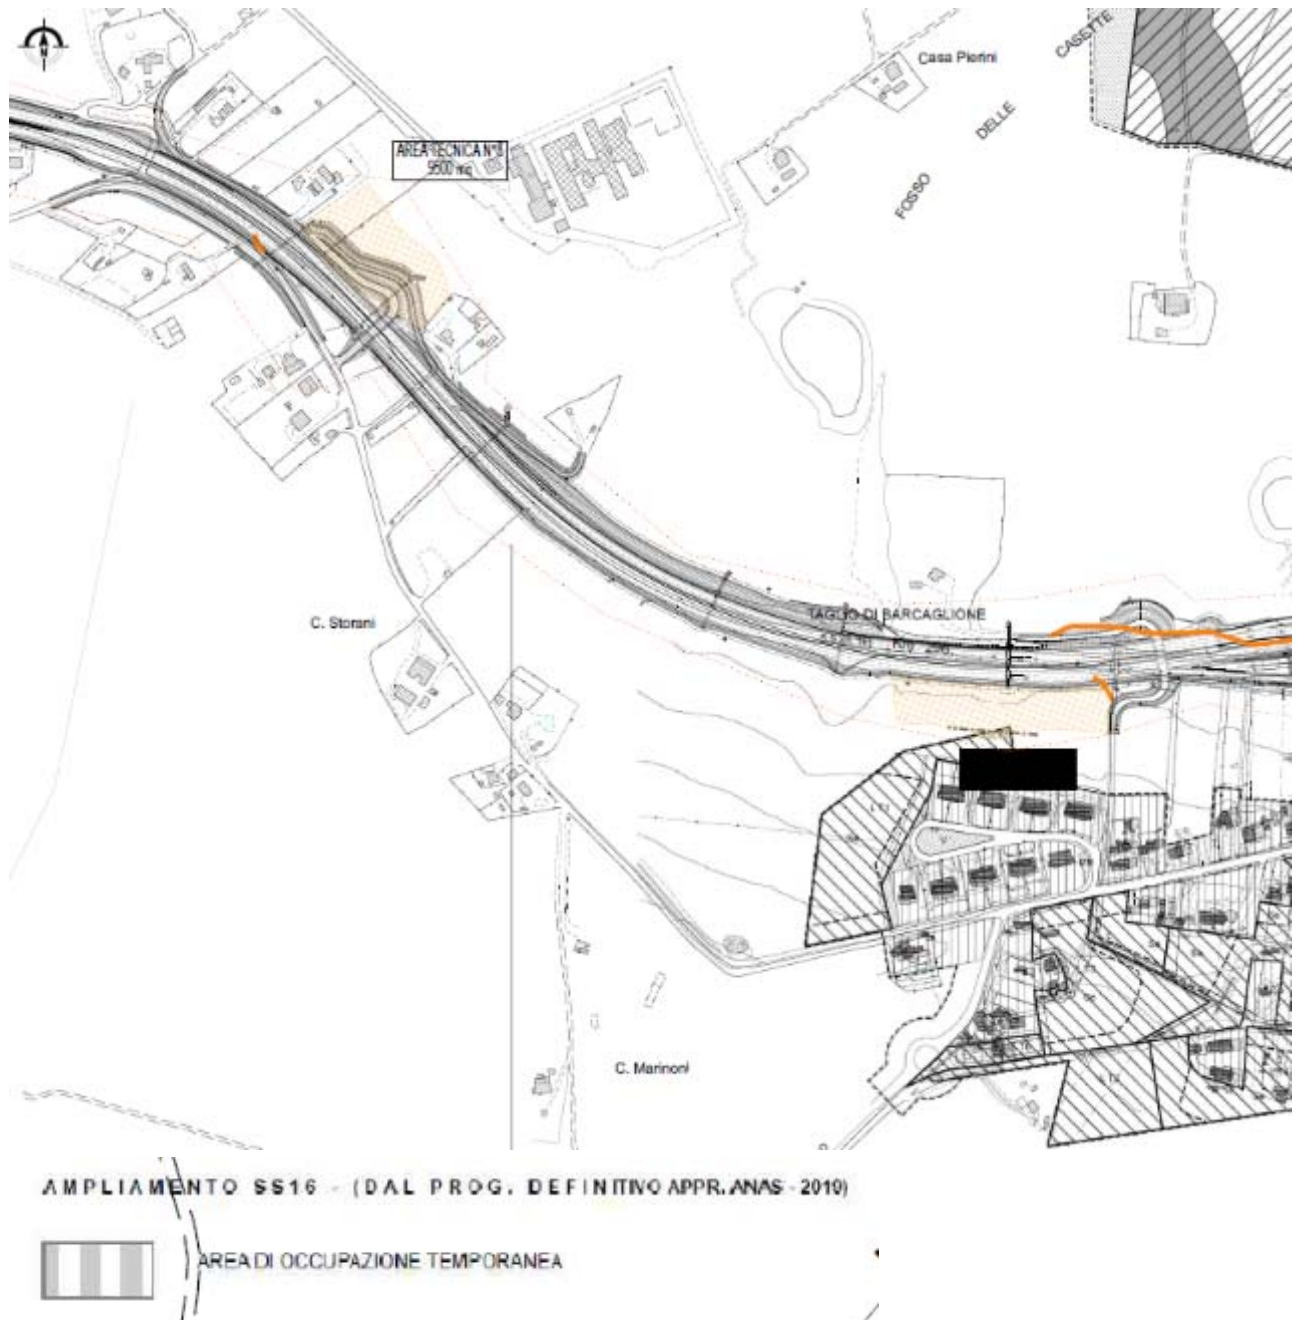 N
CASETTE
Casa Pierini
DELLE
AREA TECNICA N°8
9500 mq
FOSSO
TAGLIO DI BARCAGLIONE
C. Storani
C. Marinoni
AMPLIAMENTO SS16 - (DAL PROG. DEFINITIVO APPR. ANAS - 2019)
AREA DI OCCUPAZIONE TEMPORANEA